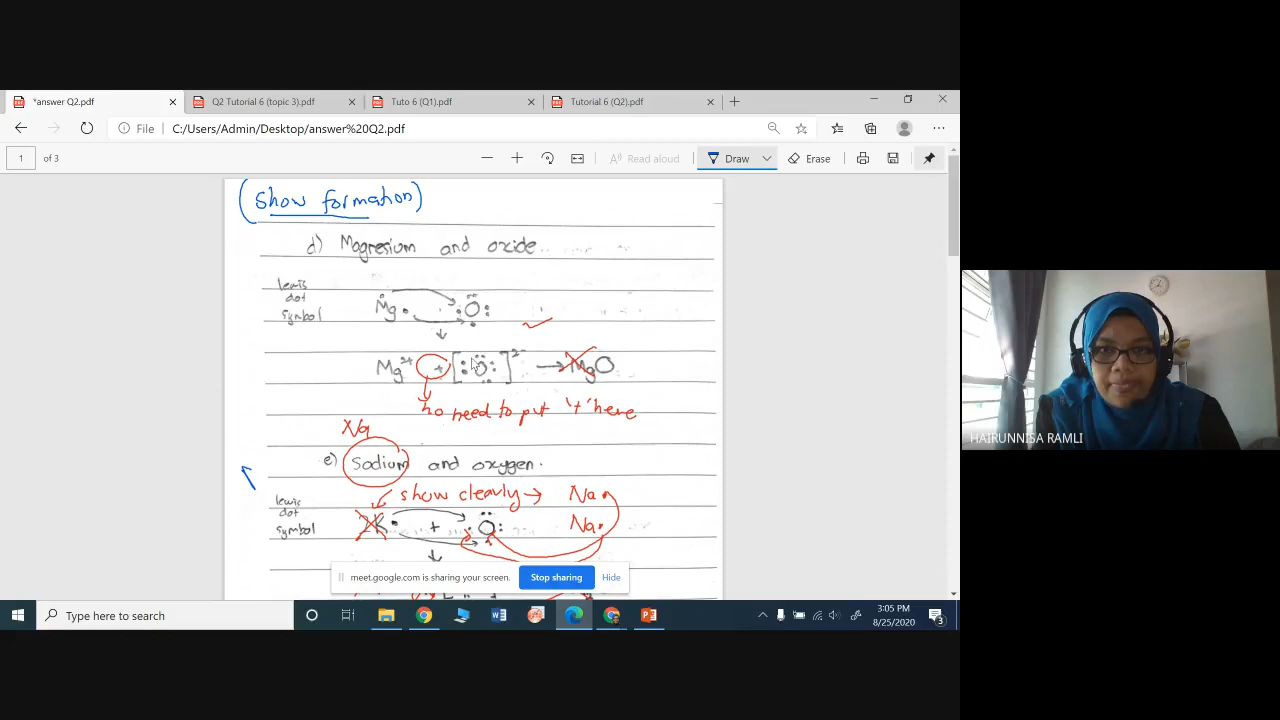 *answer Q2.pdf
Q2 Tutorial 6 (topic 3).pdf
Tuto 6 (Q1).pdf
Tutorial 6 (Q2).pdf
File
C:/Users/Admin/Desktop/answer%20Q2.pdf
1
of 3
Read aloud
Draw
Erase
(Show formation)
d) Magnesium and oxide
lewis
dot
symbol
Mg
O
Mg 2+ + [ O ] 2- → MgO
no need to put '+' here
Na
e) Sodium and oxygen.
show clearly → Na
lewis
dot
symbol
2K + O
Na
meet.google.com is sharing your screen.
Stop sharing
Hide
HAIRUNNISA RAMLI
Type here to search
3:05 PM
8/25/2020
3